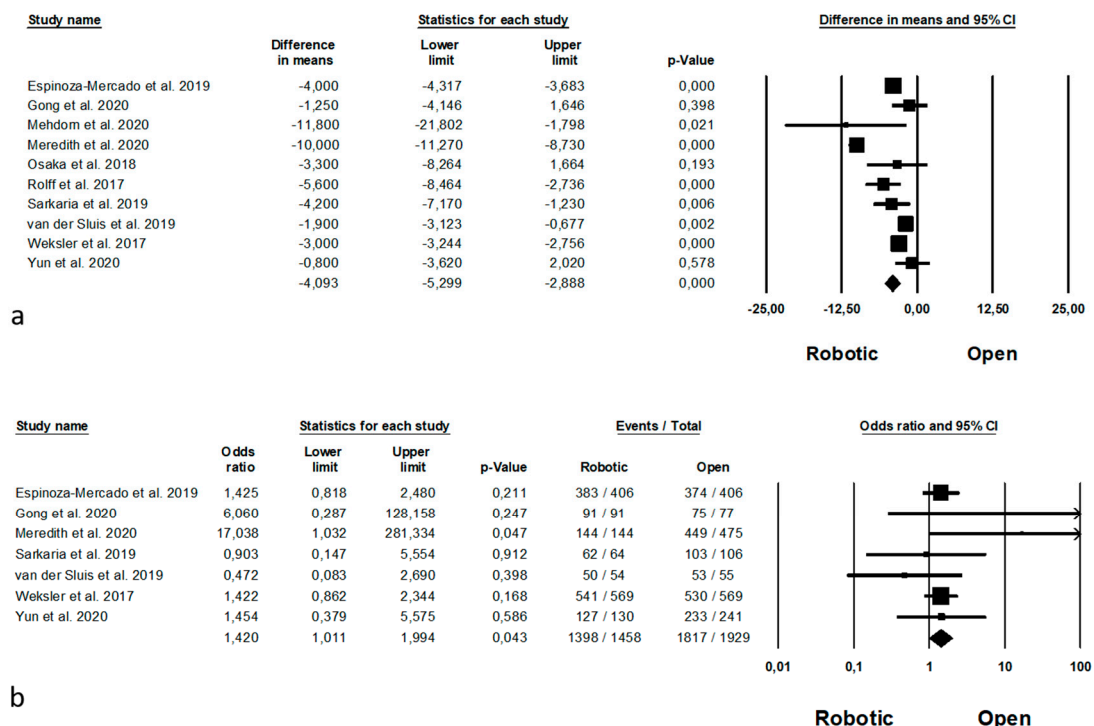 Study name Statistics for each study Difference in means and 95% CI
Difference Lower Upper
in means limit limit p-Value
Espinoza-Mercado et al. 2019 -4,000 -4,317 -3,683 0,000
Gong et al. 2020 -1,250 -4,146 1,646 0,398
Mehdorn et al. 2020 -11,800 -21,802 -1,798 0,021
Meredith et al. 2020 -10,000 -11,270 -8,730 0,000
Osaka et al. 2018 -3,300 -8,264 1,664 0,193
Rolff et al. 2017 -5,600 -8,464 -2,736 0,000
Sarkaria et al. 2019 -4,200 -7,170 -1,230 0,006
van der Sluis et al. 2019 -1,900 -3,123 -0,677 0,002
Weksler et al. 2017 -3,000 -3,244 -2,756 0,000
Yun et al. 2020 -0,800 -3,620 2,020 0,578
-4,093 -5,299 -2,888 0,000
-25,00 -12,50 0,00 12,50 25,00
a
Robotic Open
Study name Statistics for each study Events / Total Odds ratio and 95% CI
Odds Lower Upper
ratio limit limit p-Value Robotic Open
Espinoza-Mercado et al. 2019 1,425 0,818 2,480 0,211 383 / 406 374 / 406
Gong et al. 2020 6,060 0,287 128,158 0,247 91 / 91 75 / 77
Meredith et al. 2020 17,038 1,032 281,334 0,047 144 / 144 449 / 475
Sarkaria et al. 2019 0,903 0,147 5,554 0,912 62 / 64 103 / 106
van der Sluis et al. 2019 0,472 0,083 2,690 0,398 50 / 54 53 / 55
Weksler et al. 2017 1,422 0,862 2,344 0,168 541 / 569 530 / 569
Yun et al. 2020 1,454 0,379 5,575 0,586 127 / 130 233 / 241
1,420 1,011 1,994 0,043 1398 / 1458 1817 / 1929
0,01 0,1 1 10 100
b
Robotic Open